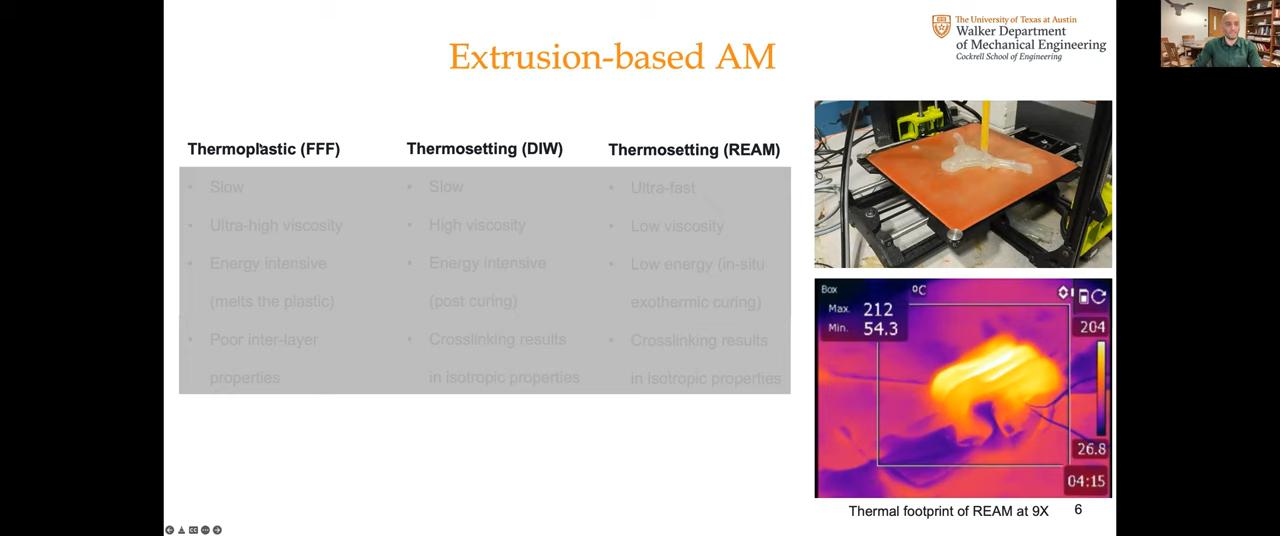 The University of Texas at Austin
Walker Department
of Mechanical Engineering
Cockrell School of Engineering
Extrusion-based AM
Thermoplastic (FFF)
• Slow
• Ultra-high viscosity
• Energy intensive
(melts the plastic)
• Poor inter-layer
properties
Thermosetting (DIW)
• Slow
• High viscosity
• Energy intensive
(post curing)
• Crosslinking results
in isotropic properties
Thermosetting (REAM)
• Ultra-fast
• Low viscosity
• Low energy (in-situ
exothermic curing)
• Crosslinking results
in isotropic properties
Box °C
Max. 212
Min. 54.3
204
26.8
04:15
Thermal footprint of REAM at 9X
6